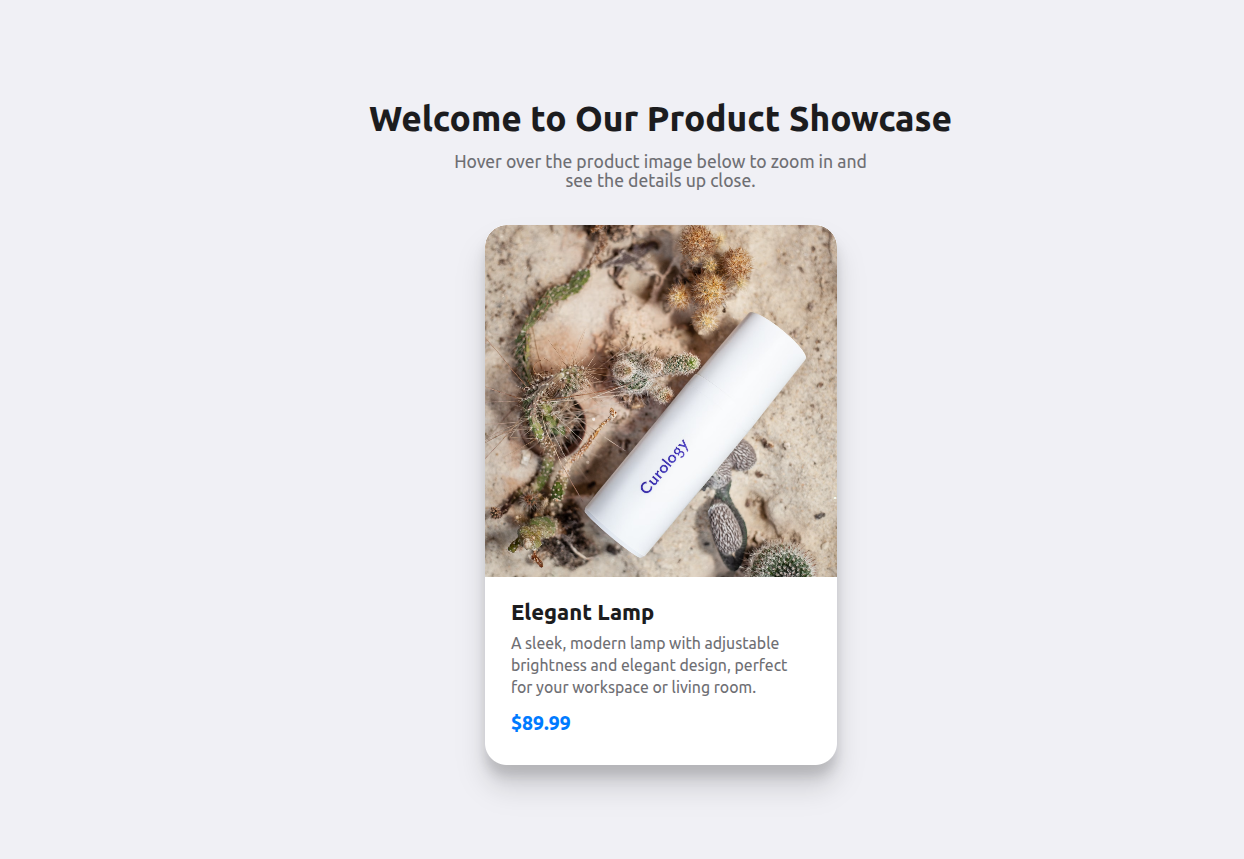 Welcome to Our Product Showcase
Hover over the product image below to zoom in and
see the details up close.
Curology
Elegant Lamp
A sleek, modern lamp with adjustable
brightness and elegant design, perfect
for your workspace or living room.
$89.99